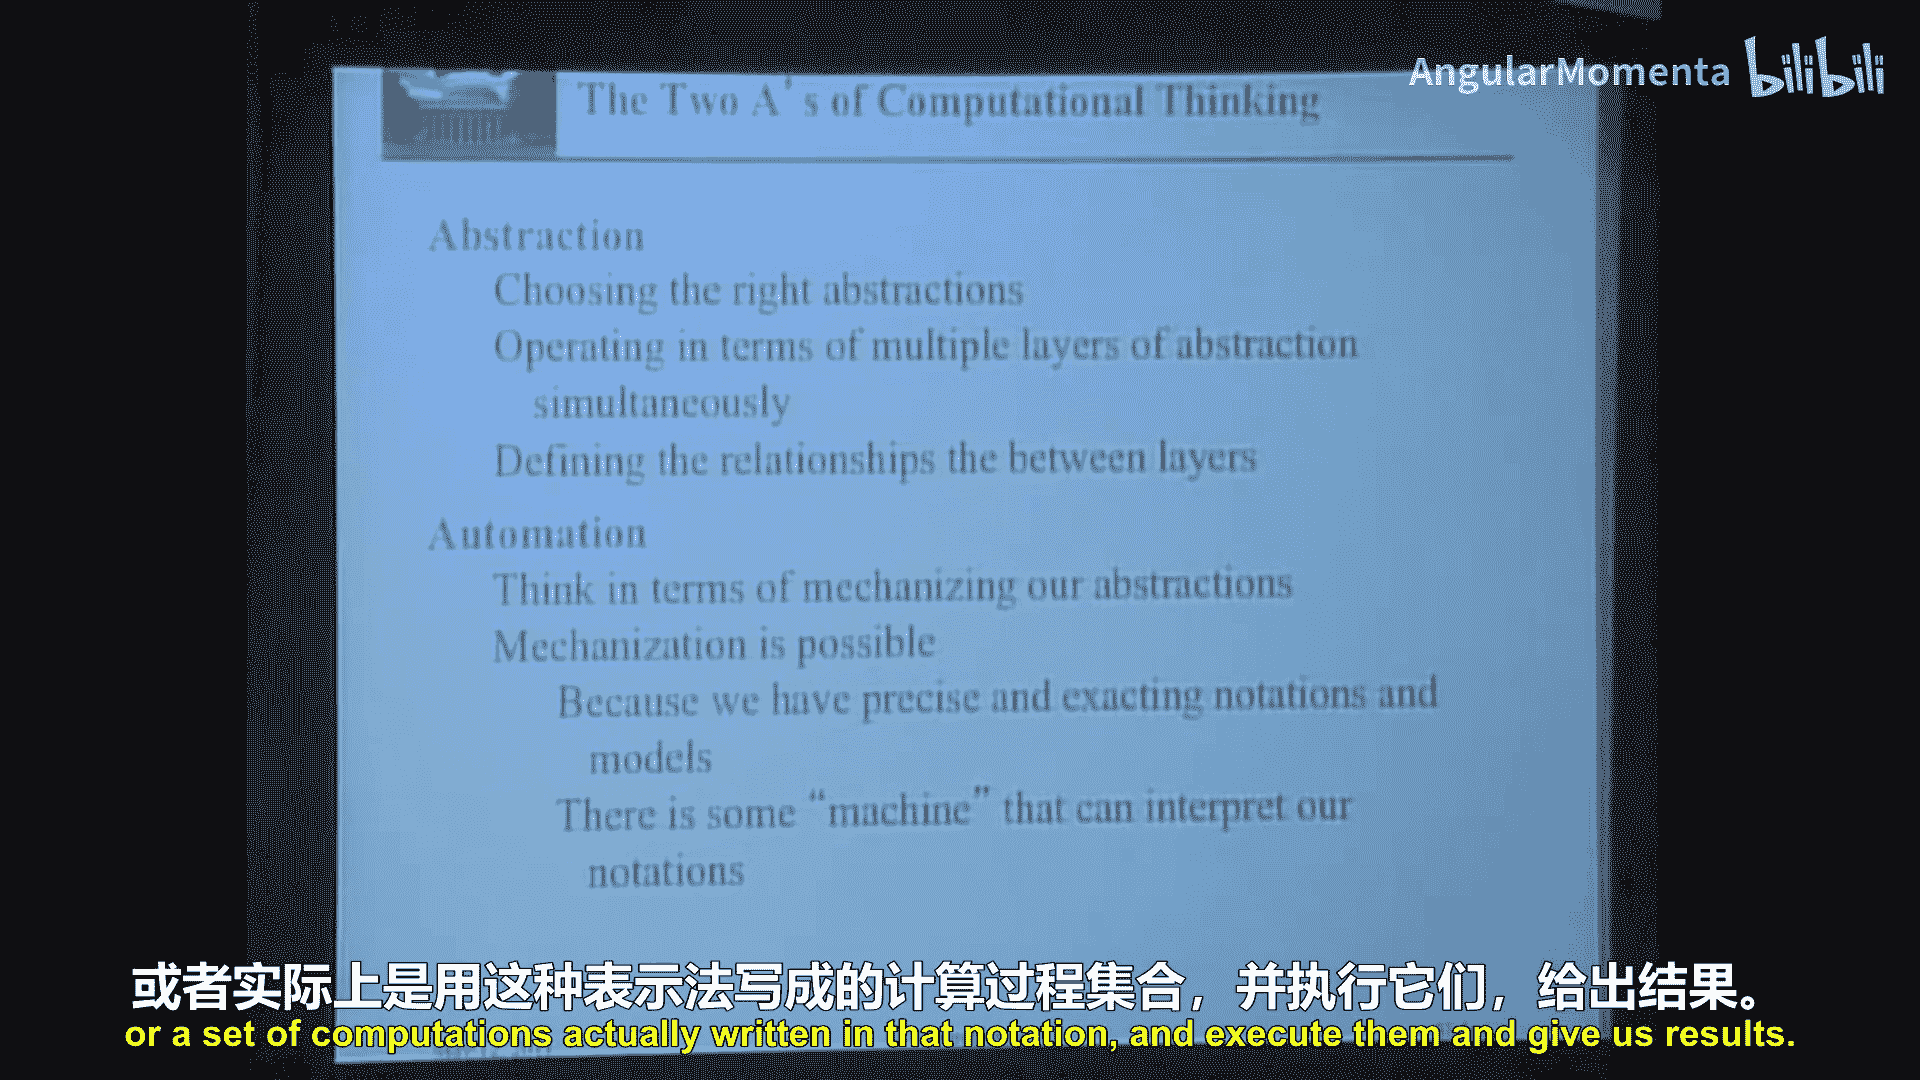 AngularMomenta bilibili
The Two A's of Computational Thinking
Abstraction
Choosing the right abstractions
Operating in terms of multiple layers of abstraction
simultaneously
Defining the relationships the between layers
Automation
Think in terms of mechanizing our abstractions
Mechanization is possible
Because we have precise and exacting notations and
models
There is some “machine” that can interpret our
notations
或者实际上是用这种表示法写成的计算过程集合，并执行它们，给出结果。
or a set of computations actually written in that notation, and execute them and give us results.